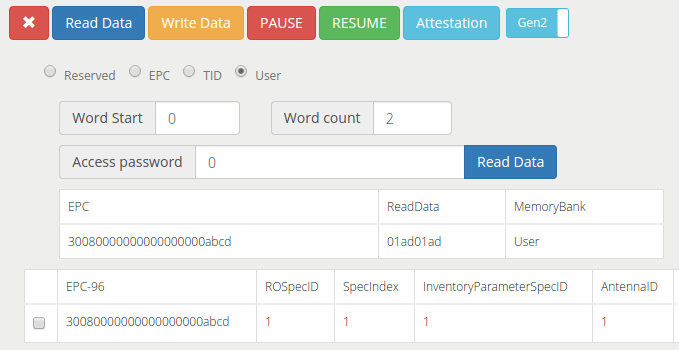 ✖ Read Data Write Data PAUSE RESUME Attestation Gen2
Reserved EPC TID User
Word Start 0 Word count 2
Access password 0 Read Data
EPC ReadData MemoryBank
30080000000000000000abcd 01ad01ad User
EPC-96 ROSpecID SpecIndex InventoryParameterSpecID AntennaID
30080000000000000000abcd 1 1 1 1